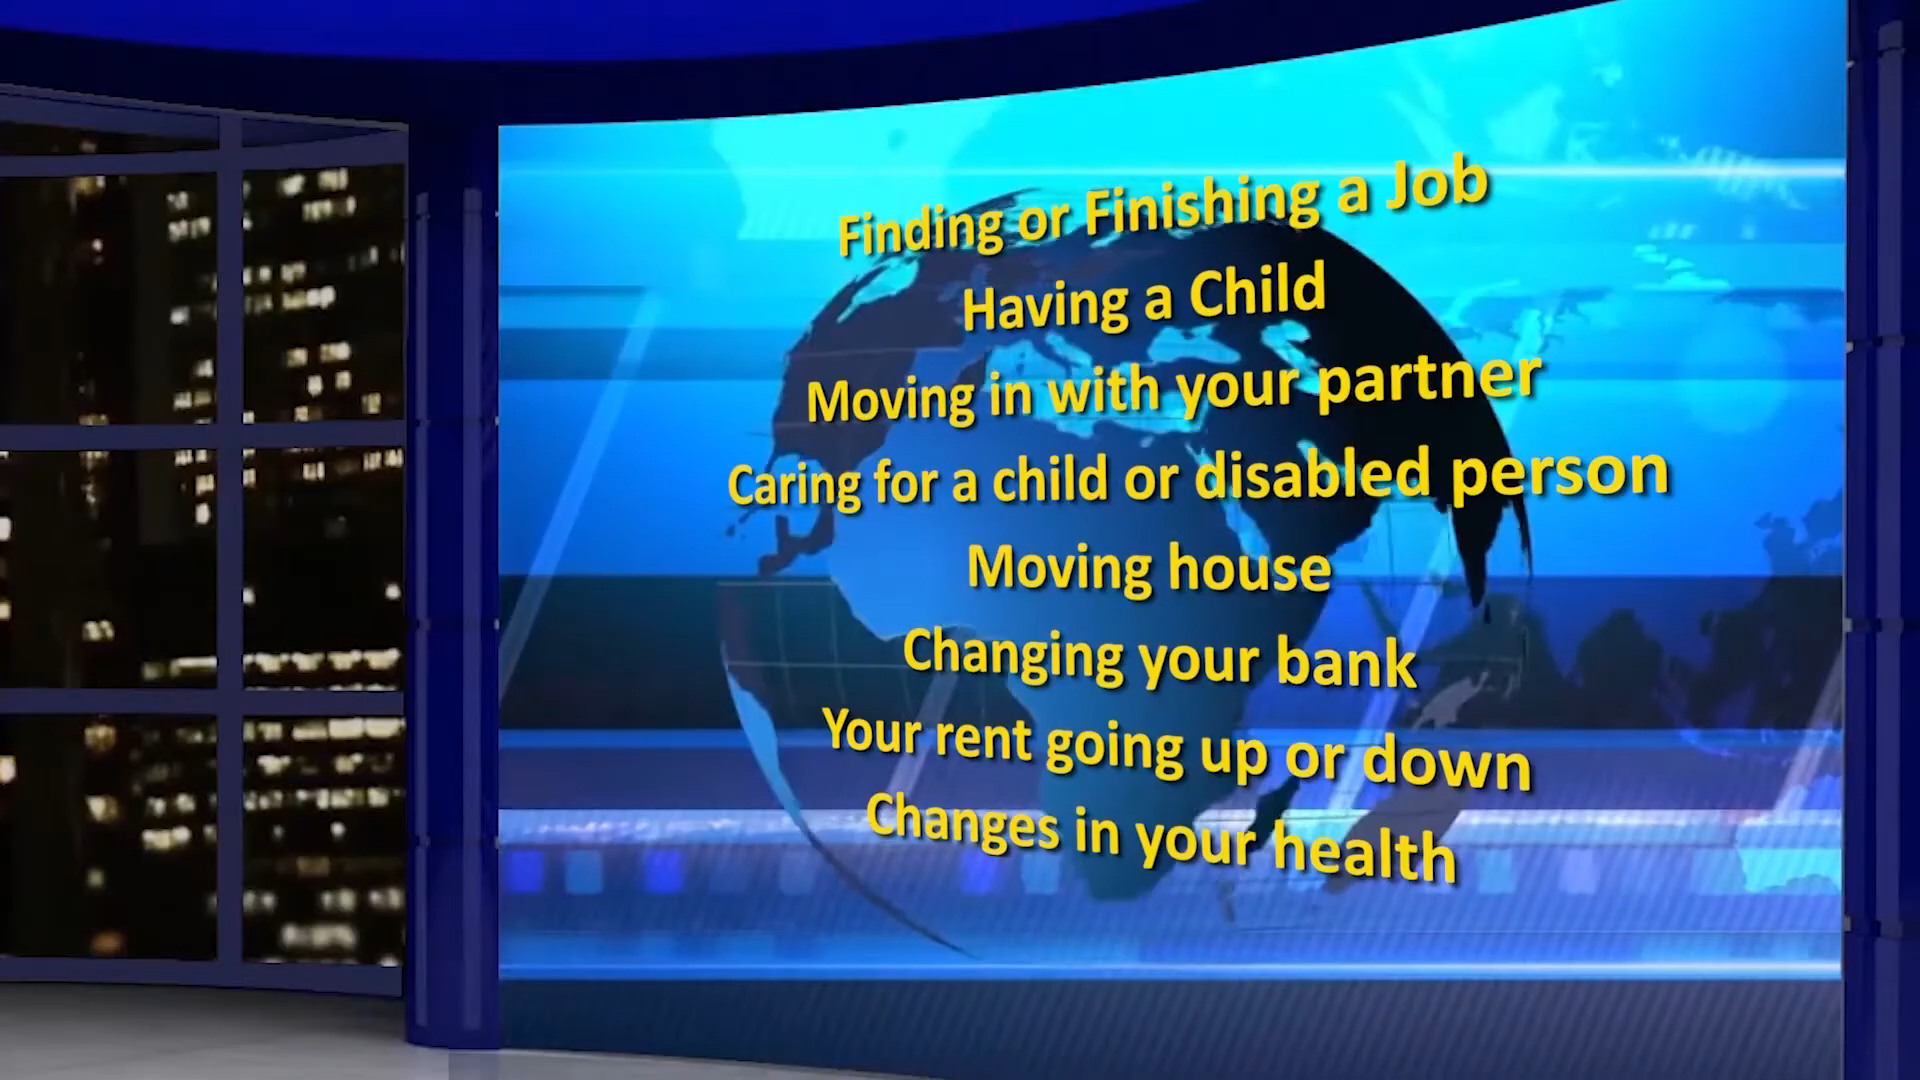 Finding or Finishing a Job
Having a Child
Moving in with your partner
Caring for a child or disabled person
Moving house
Changing your bank
Your rent going up or down
Changes in your health